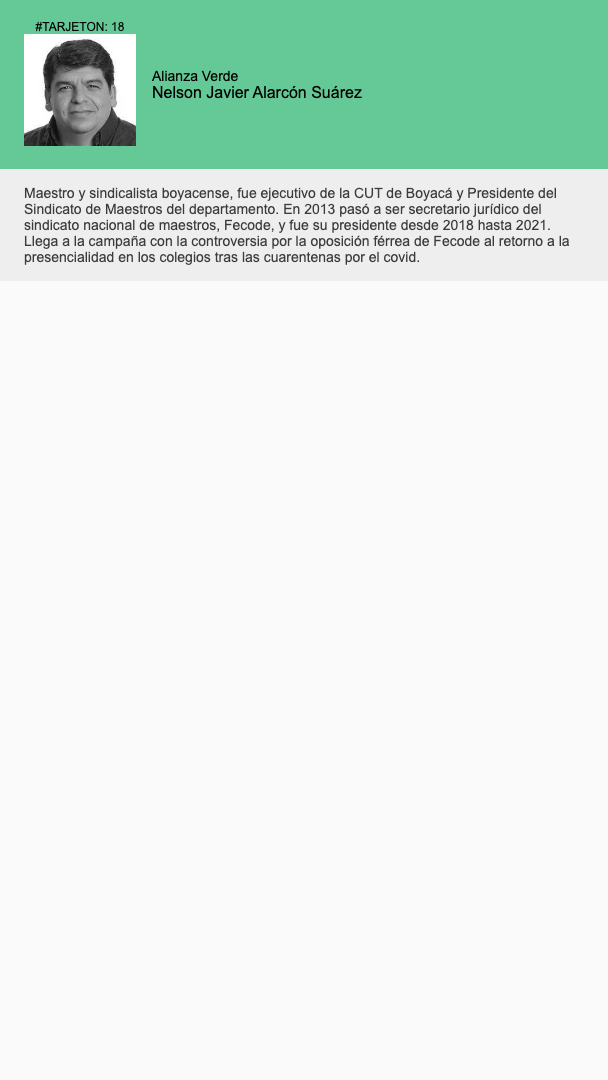 #TARJETON: 18
Alianza Verde
Nelson Javier Alarcón Suárez
Maestro y sindicalista boyacense, fue ejecutivo de la CUT de Boyacá y Presidente del
Sindicato de Maestros del departamento. En 2013 pasó a ser secretario jurídico del
sindicato nacional de maestros, Fecode, y fue su presidente desde 2018 hasta 2021.
Llega a la campaña con la controversia por la oposición férrea de Fecode al retorno a la
presencialidad en los colegios tras las cuarentenas por el covid.